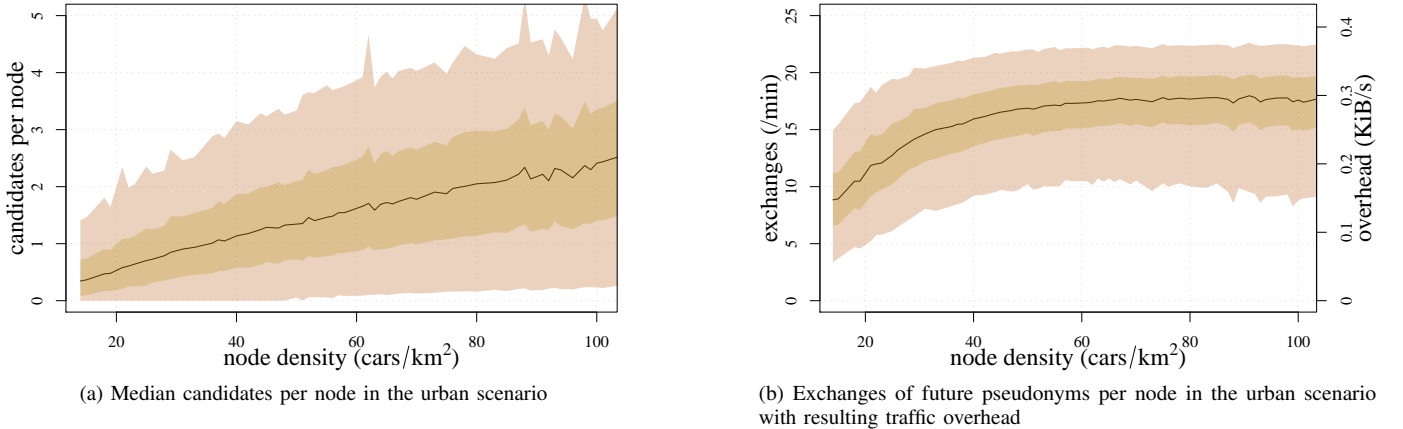 candidates per node
5
4
3
2
1
0
20 40 60 80 100
node density (cars/km²)
(a) Median candidates per node in the urban scenario
exchanges (/min)
25
20
15
10
5
0
20 40 60 80 100
node density (cars/km²)
overhead (KiB/s)
0.4
0.3
0.2
0.1
0
(b) Exchanges of future pseudonyms per node in the urban scenario
with resulting traffic overhead